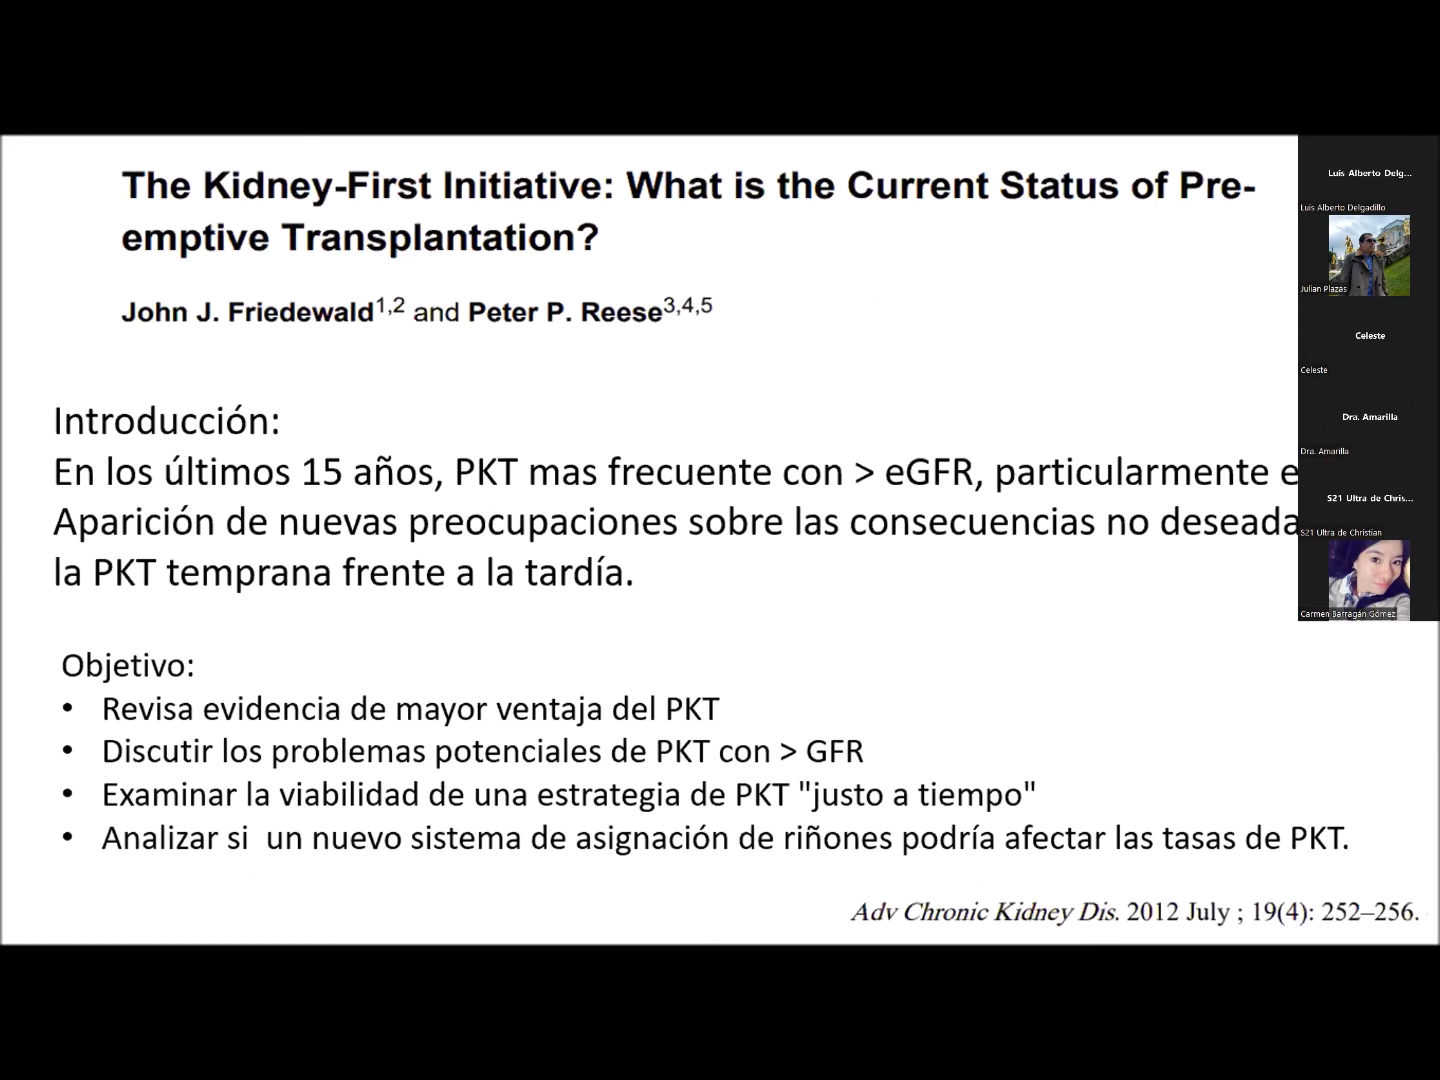 The Kidney-First Initiative: What is the Current Status of Pre-
emptive Transplantation?
John J. Friedewald1,2 and Peter P. Reese3,4,5
Introducción:
En los últimos 15 años, PKT mas frecuente con > eGFR, particularmente e
Aparición de nuevas preocupaciones sobre las consecuencias no deseada
la PKT temprana frente a la tardía.
Objetivo:
• Revisa evidencia de mayor ventaja del PKT
• Discutir los problemas potenciales de PKT con > GFR
• Examinar la viabilidad de una estrategia de PKT "justo a tiempo"
• Analizar si  un nuevo sistema de asignación de riñones podría afectar las tasas de PKT.
Adv Chronic Kidney Dis. 2012 July ; 19(4): 252–256.
Luis Alberto Delg...
Luis Alberto Delgadillo
Julian Plazas
Celeste
Celeste
Dra. Amarilla
Dra. Amarilla
S21 Ultra de Chris...
S21 Ultra de Christian
Carmen Barragán Gómez